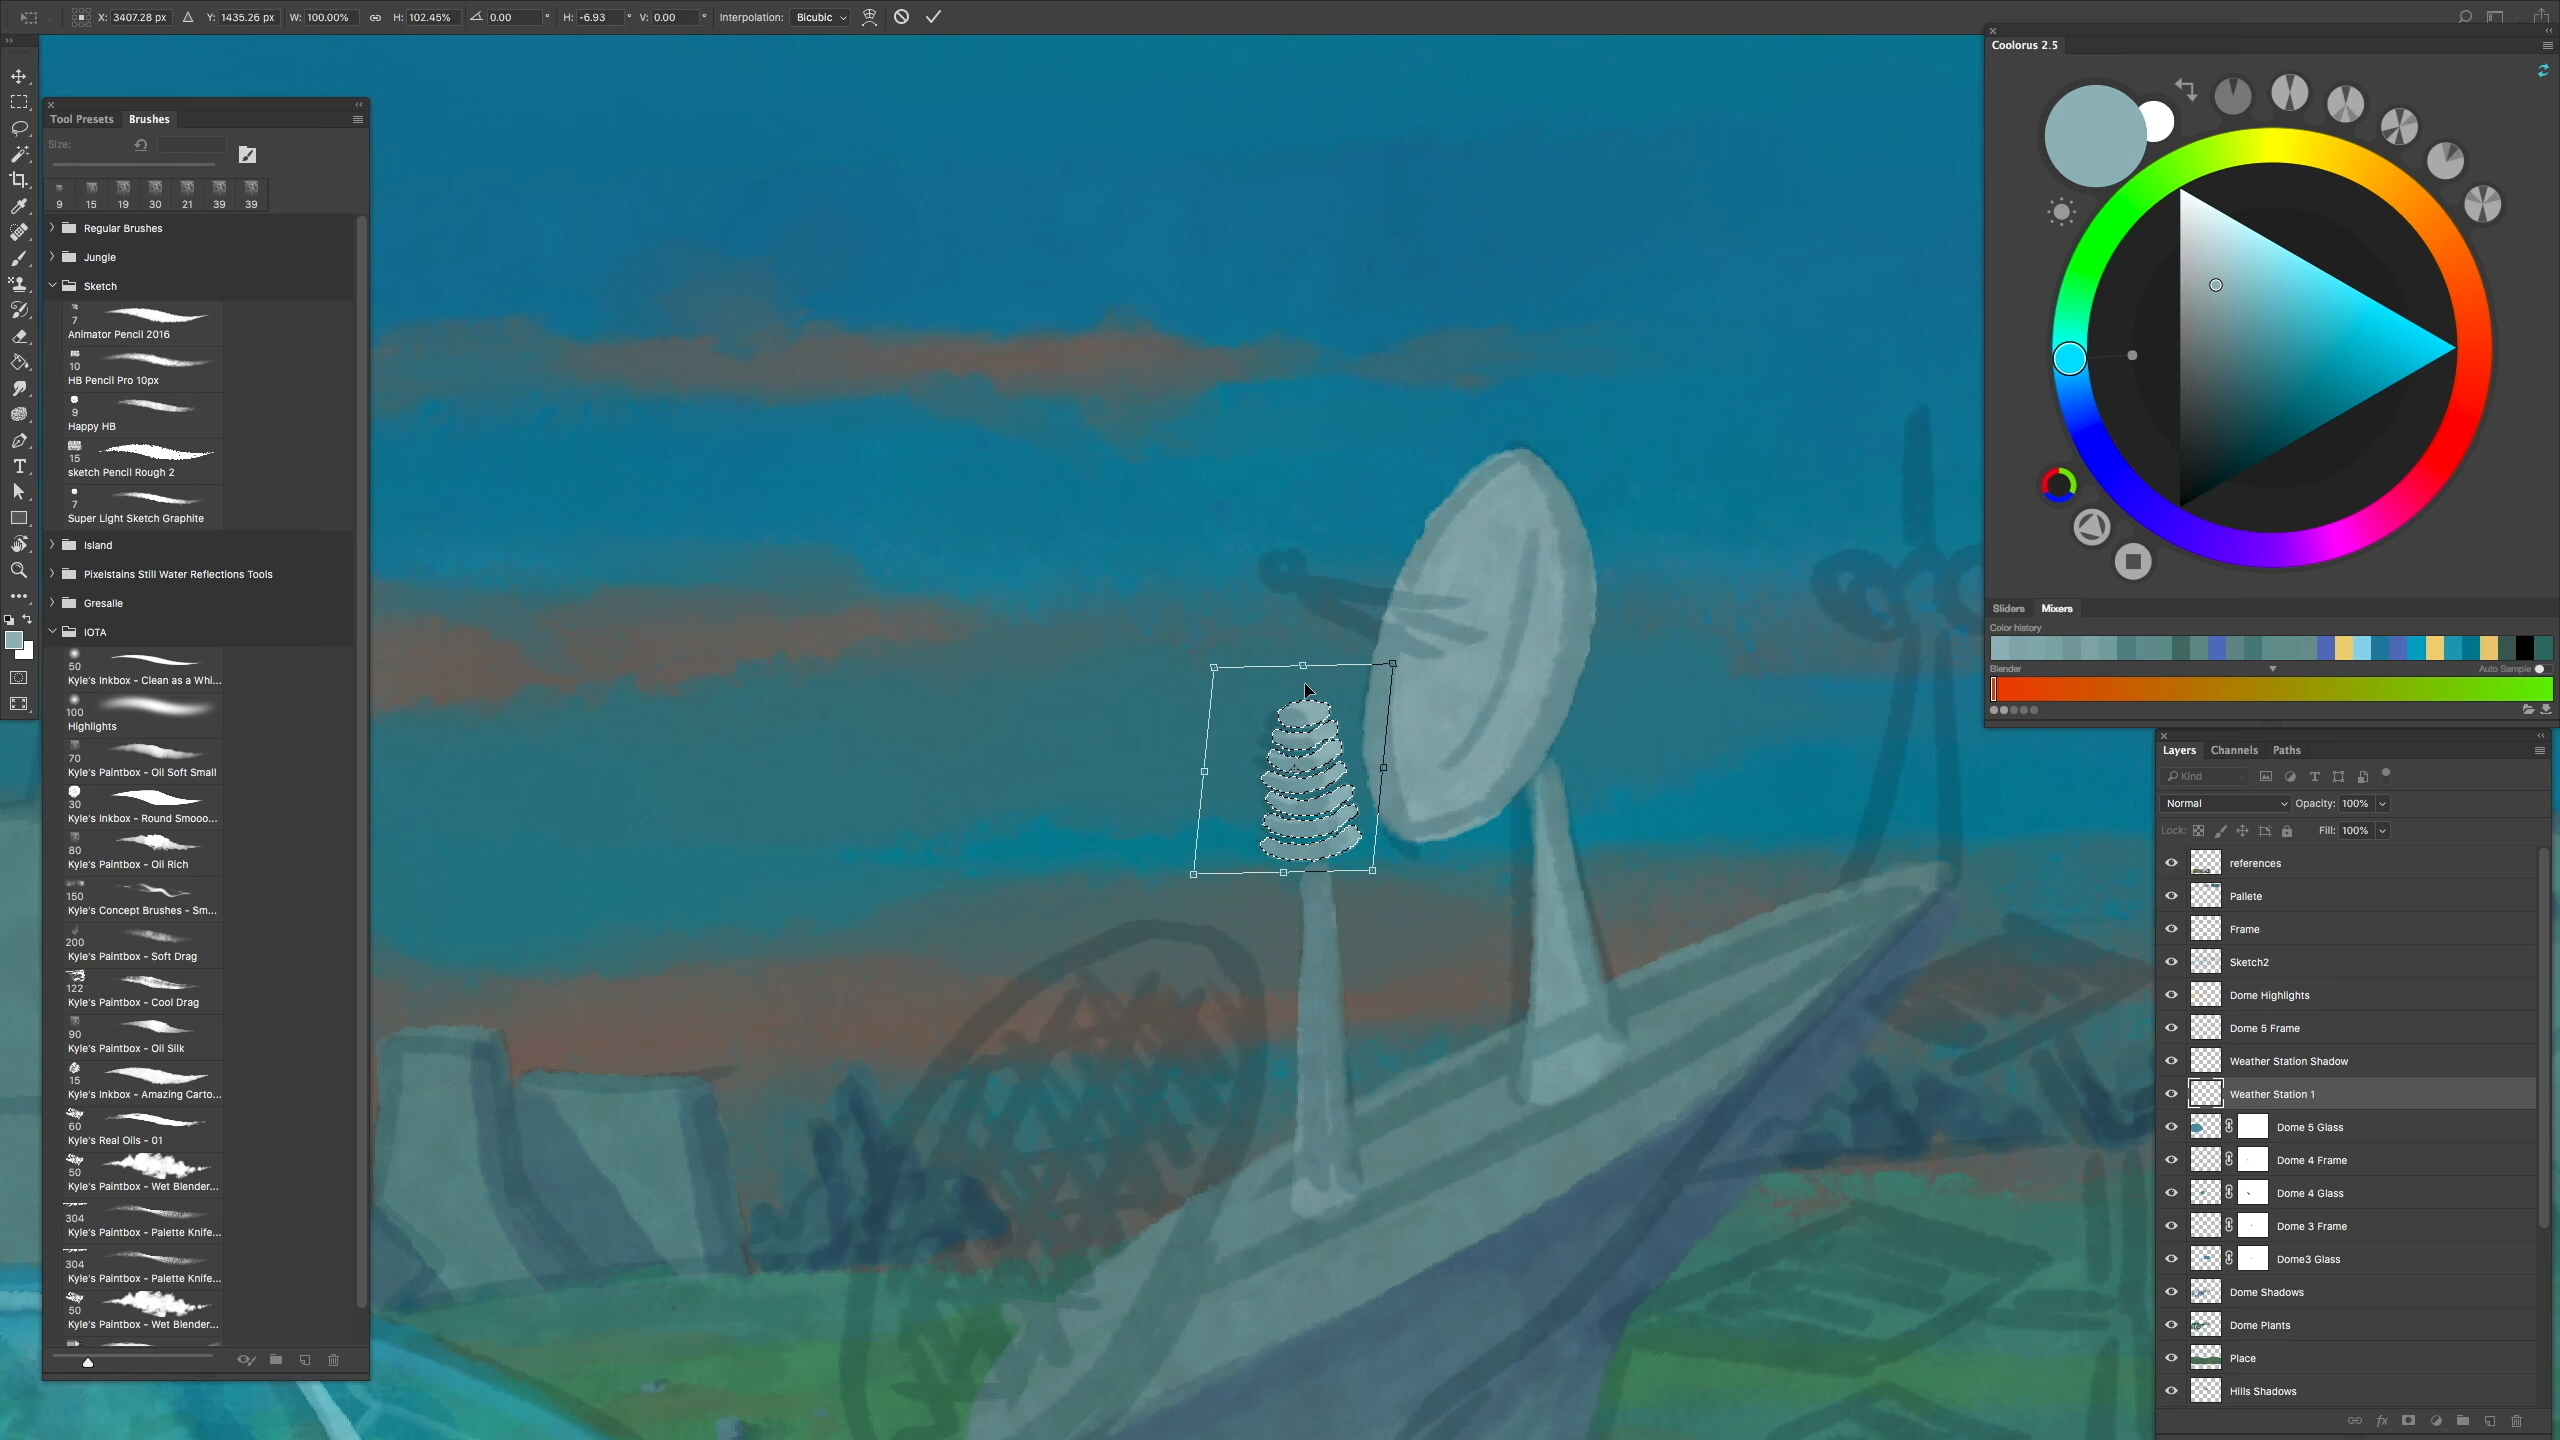 X: 3407.28 px Y: 1435.26 px W: 100.00% H: 102.45% 0.00 ° H: -6.93 ° V: 0.00 ° Interpolation: Bicubic
Tool Presets Brushes
Size:
9 15 19 30 21 39 39
Regular Brushes
Jungle
Sketch
7
Animator Pencil 2016
10
HB Pencil Pro 10px
9
Happy HB
15
sketch Pencil Rough 2
7
Super Light Sketch Graphite
Island
Pixelstains Still Water Reflections Tools
Gresalle
IOTA
50
Kyle's Inkbox - Clean as a Whi...
100
Highlights
70
Kyle's Paintbox - Oil Soft Small
30
Kyle's Inkbox - Round Smooo...
80
Kyle's Paintbox - Oil Rich
150
Kyle's Concept Brushes - Sm...
200
Kyle's Paintbox - Soft Drag
122
Kyle's Paintbox - Cool Drag
90
Kyle's Paintbox - Oil Silk
15
Kyle's Inkbox - Amazing Carto...
60
Kyle's Real Oils - 01
50
Kyle's Paintbox - Wet Blender...
304
Kyle's Paintbox - Palette Knife...
304
Kyle's Paintbox - Palette Knife...
50
Kyle's Paintbox - Wet Blender...
Coolorus 2.5
Sliders Mixers
Color history
Blender Auto Sample
Layers Channels Paths
Kind
Normal Opacity: 100%
Lock: Fill: 100%
references
Pallete
Frame
Sketch2
Dome Highlights
Dome 5 Frame
Weather Station Shadow
Weather Station 1
Dome 5 Glass
Dome 4 Frame
Dome 4 Glass
Dome 3 Frame
Dome3 Glass
Dome Shadows
Dome Plants
Place
Hills Shadows
fx